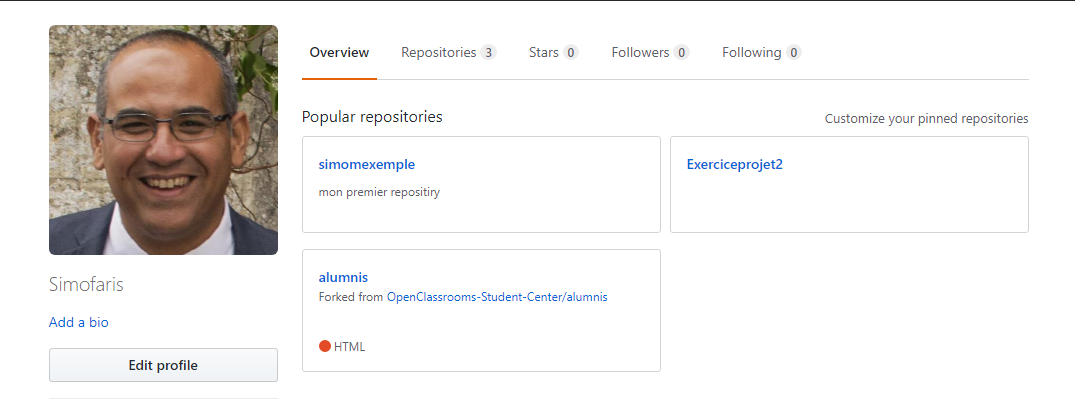 Overview Repositories 3 Stars 0 Followers 0 Following 0
Popular repositories
Customize your pinned repositories
simomexemple
mon premier repositiry
Exerciceprojet2
alumnis
Forked from OpenClassrooms-Student-Center/alumnis
HTML
Simofaris
Add a bio
Edit profile